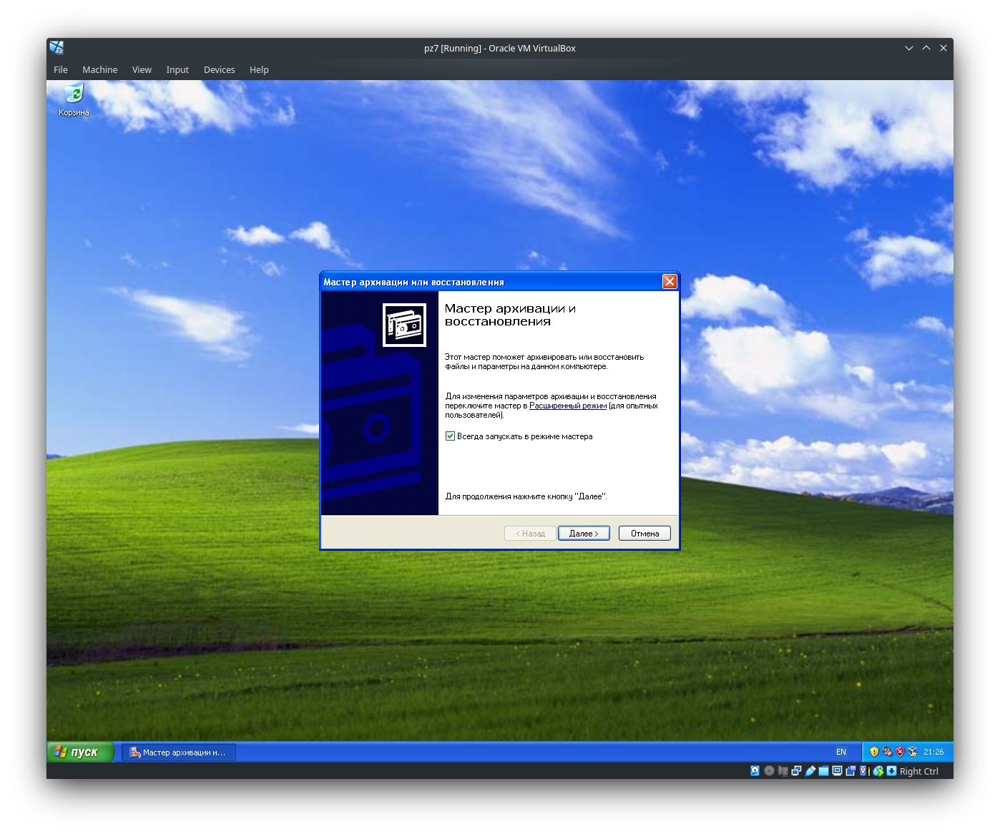 pz7 [Running] - Oracle VM VirtualBox
File Machine View Input Devices Help
Корзина
Мастер архивации или восстановления
Мастер архивации и
восстановления
Этот мастер поможет архивировать или восстановить
файлы и параметры на данном компьютере.
Для изменения параметров архивации и восстановления
переключите мастер в Расширенный режим (для опытных
пользователей).
Всегда запускать в режиме мастера
Для продолжения нажмите кнопку "Далее".
< Назад Далее > Отмена
пуск Мастер архивации и... EN 21:26
Right Ctrl